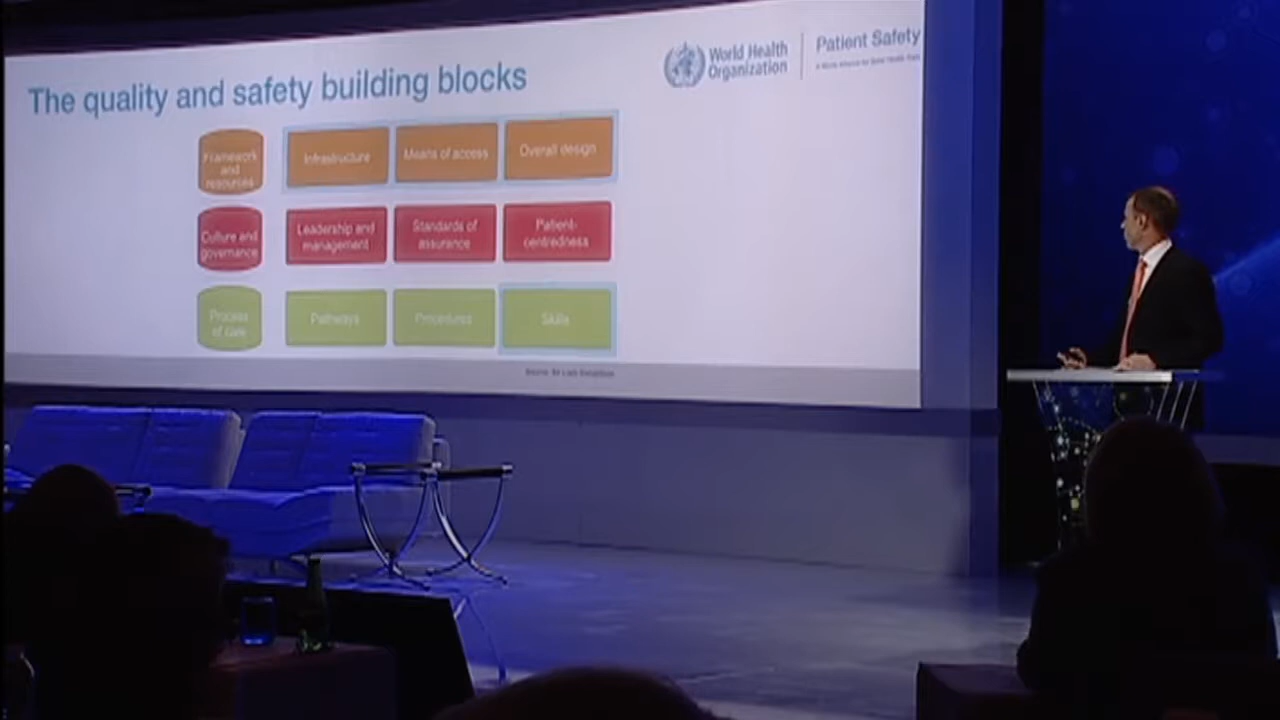 The quality and safety building blocks
World Health
Organization
Patient Safety
Framework
and
resources
Infrastructure
Means of access
Overall design
Culture and
governance
Leadership and
management
Standards of
assurance
Patient-
centredness
Process
of care
Pathways
Procedures
Skills